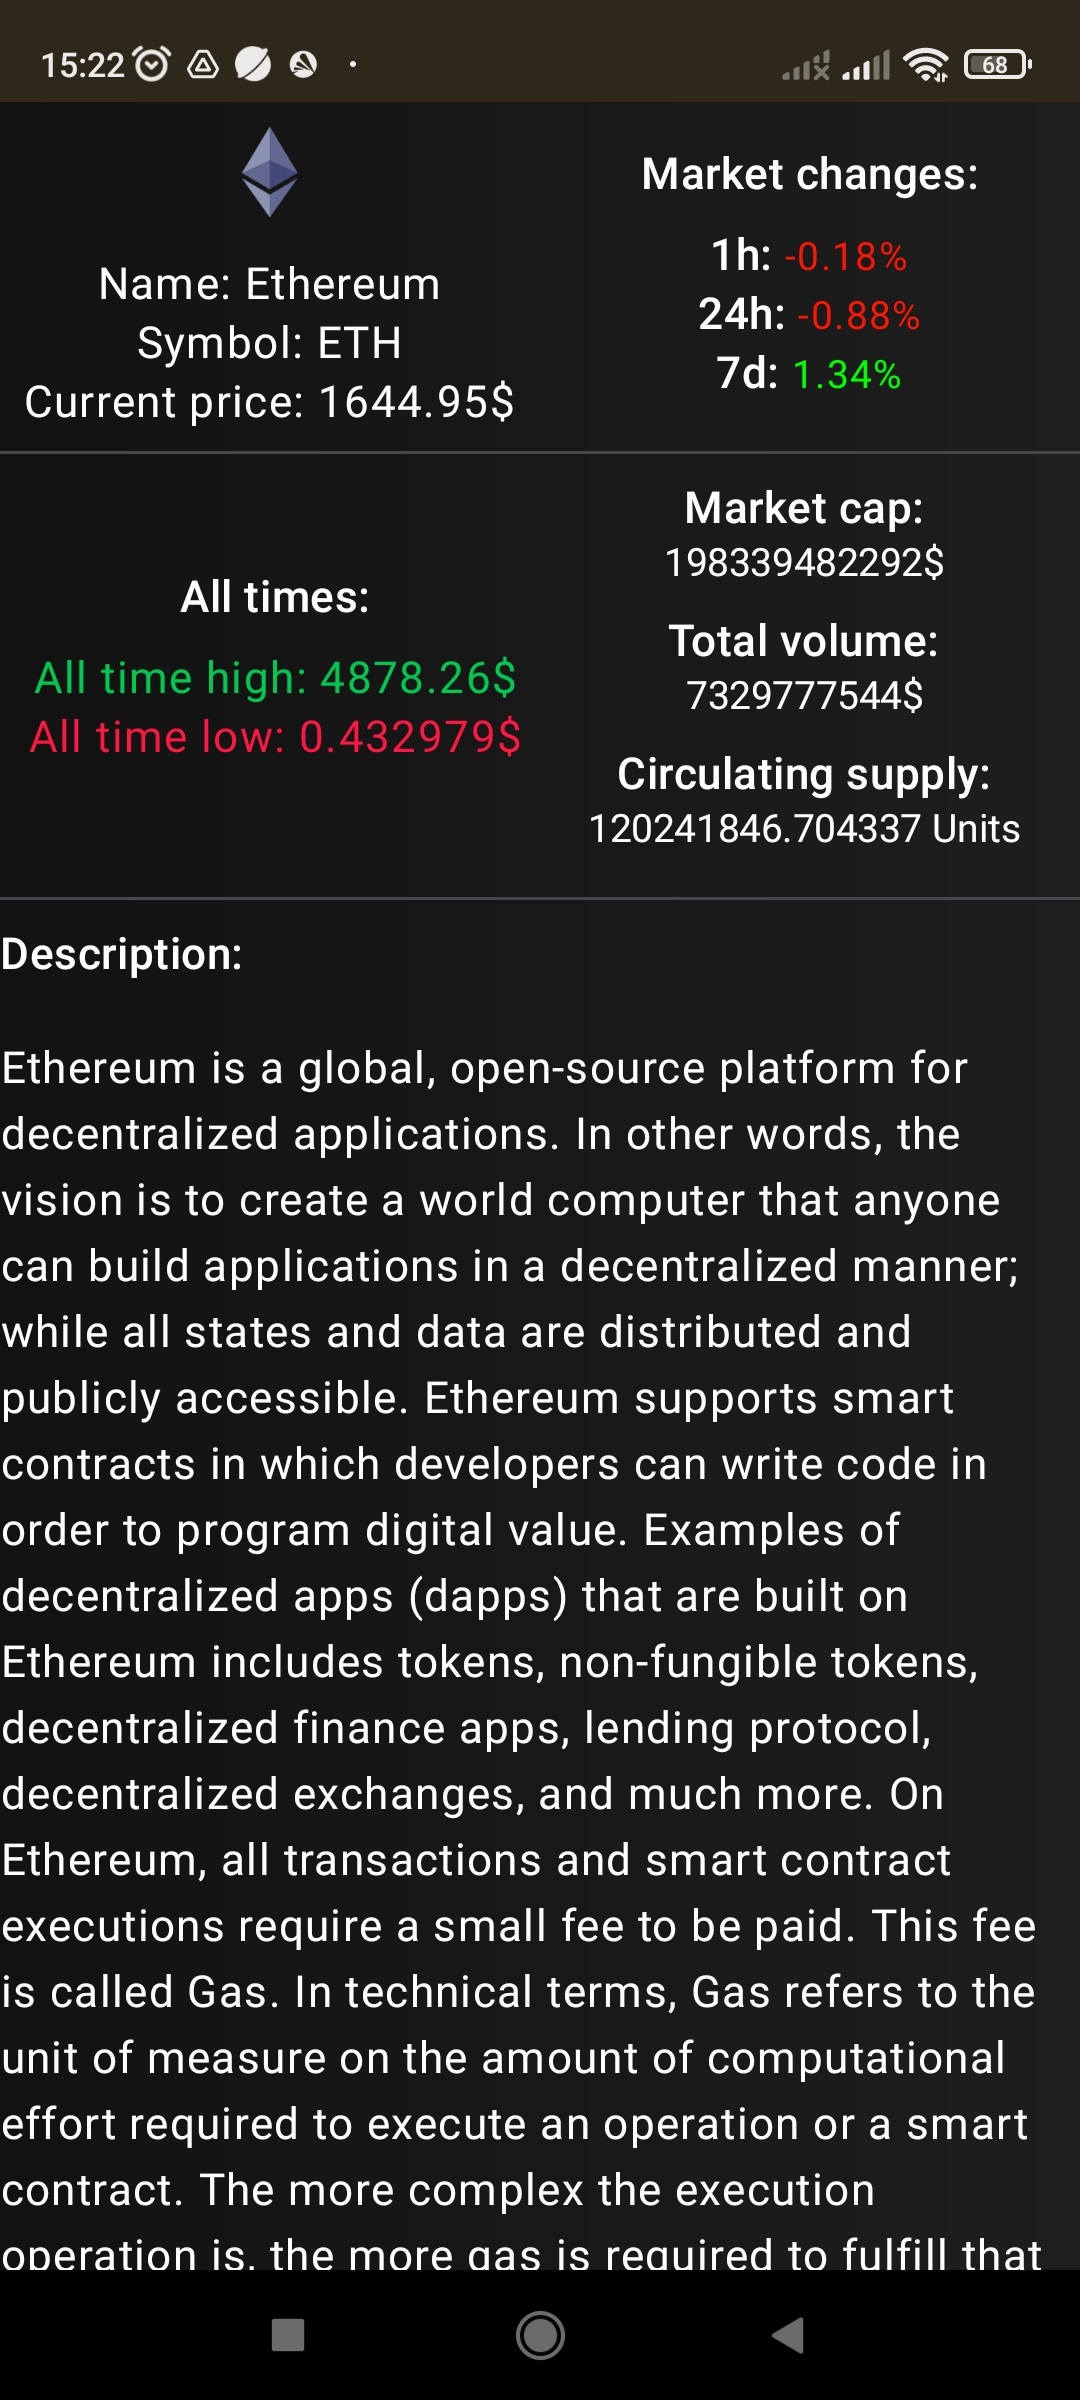 15:22
68
Name: Ethereum
Symbol: ETH
Current price: 1644.95$
Market changes:
1h: -0.18%
24h: -0.88%
7d: 1.34%
All times:
All time high: 4878.26$
All time low: 0.432979$
Market cap:
198339482292$
Total volume:
7329777544$
Circulating supply:
120241846.704337 Units
Description:
Ethereum is a global, open-source platform for
decentralized applications. In other words, the
vision is to create a world computer that anyone
can build applications in a decentralized manner;
while all states and data are distributed and
publicly accessible. Ethereum supports smart
contracts in which developers can write code in
order to program digital value. Examples of
decentralized apps (dapps) that are built on
Ethereum includes tokens, non-fungible tokens,
decentralized finance apps, lending protocol,
decentralized exchanges, and much more. On
Ethereum, all transactions and smart contract
executions require a small fee to be paid. This fee
is called Gas. In technical terms, Gas refers to the
unit of measure on the amount of computational
effort required to execute an operation or a smart
contract. The more complex the execution
operation is, the more gas is required to fulfill that